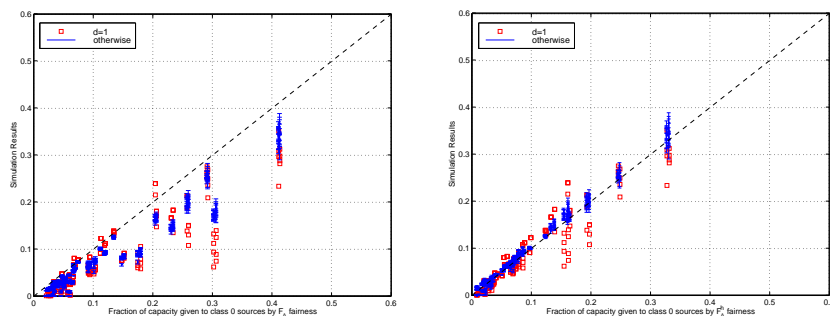 0.6
0.5
0.4
0.3
0.2
0.1
0
Simulation Results
d=1
otherwise
0 0.1 0.2 0.3 0.4 0.5 0.6
Fraction of capacity given to class 0 sources by F_A fairness
0.6
0.5
0.4
0.3
0.2
0.1
0
Simulation Results
d=1
otherwise
0 0.1 0.2 0.3 0.4 0.5 0.
Fraction of capacity given to class 0 sources by F_A^h fairness